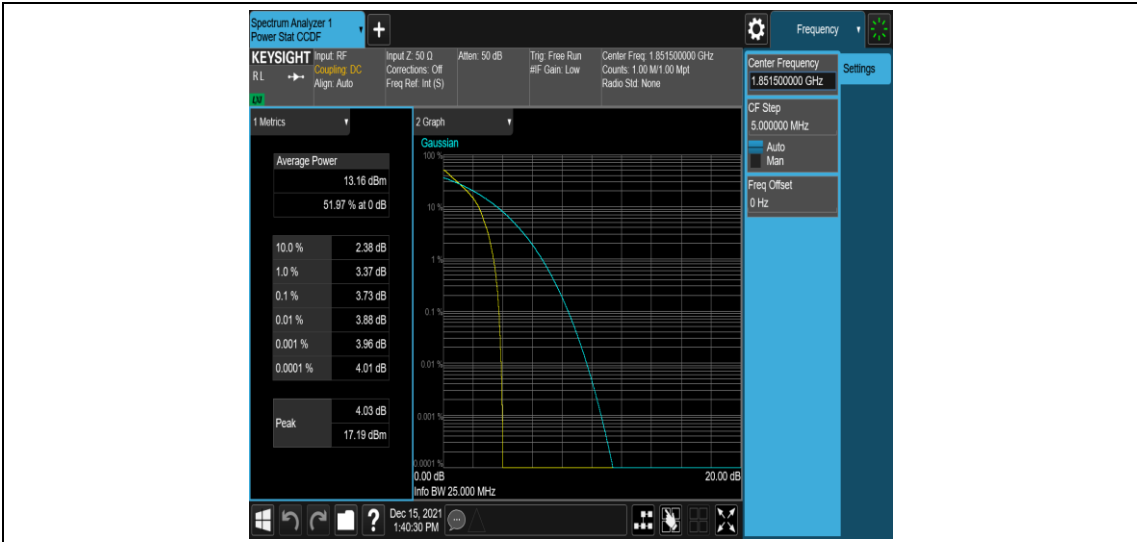 Spectrum Analyzer 1
Power Stat CCDF
+
Frequency
KEYSIGHT
R L
LXI
Input: RF
Coupling: DC
Align: Auto
Input Z: 50 Ω
Corrections: Off
Freq Ref: Int (S)
Atten: 50 dB
Trig: Free Run
#IF Gain: Low
Center Freq: 1.851500000 GHz
Counts: 1.00 M/1.00 Mpt
Radio Std: None
Center Frequency
1.851500000 GHz
Settings
CF Step
5.000000 MHz
Auto
Man
Freq Offset
0 Hz
1 Metrics
Average Power
13.16 dBm
51.97 % at 0 dB
10.0 % 2.38 dB
1.0 % 3.37 dB
0.1 % 3.73 dB
0.01 % 3.88 dB
0.001 % 3.96 dB
0.0001 % 4.01 dB
Peak
4.03 dB
17.19 dBm
2 Graph
Gaussian
100 %
10 %
1 %
0.1 %
0.01 %
0.001 %
0.0001 %
0.00 dB 20.00 dB
Info BW 25.000 MHz
?
Dec 15, 2021
1:40:30 PM